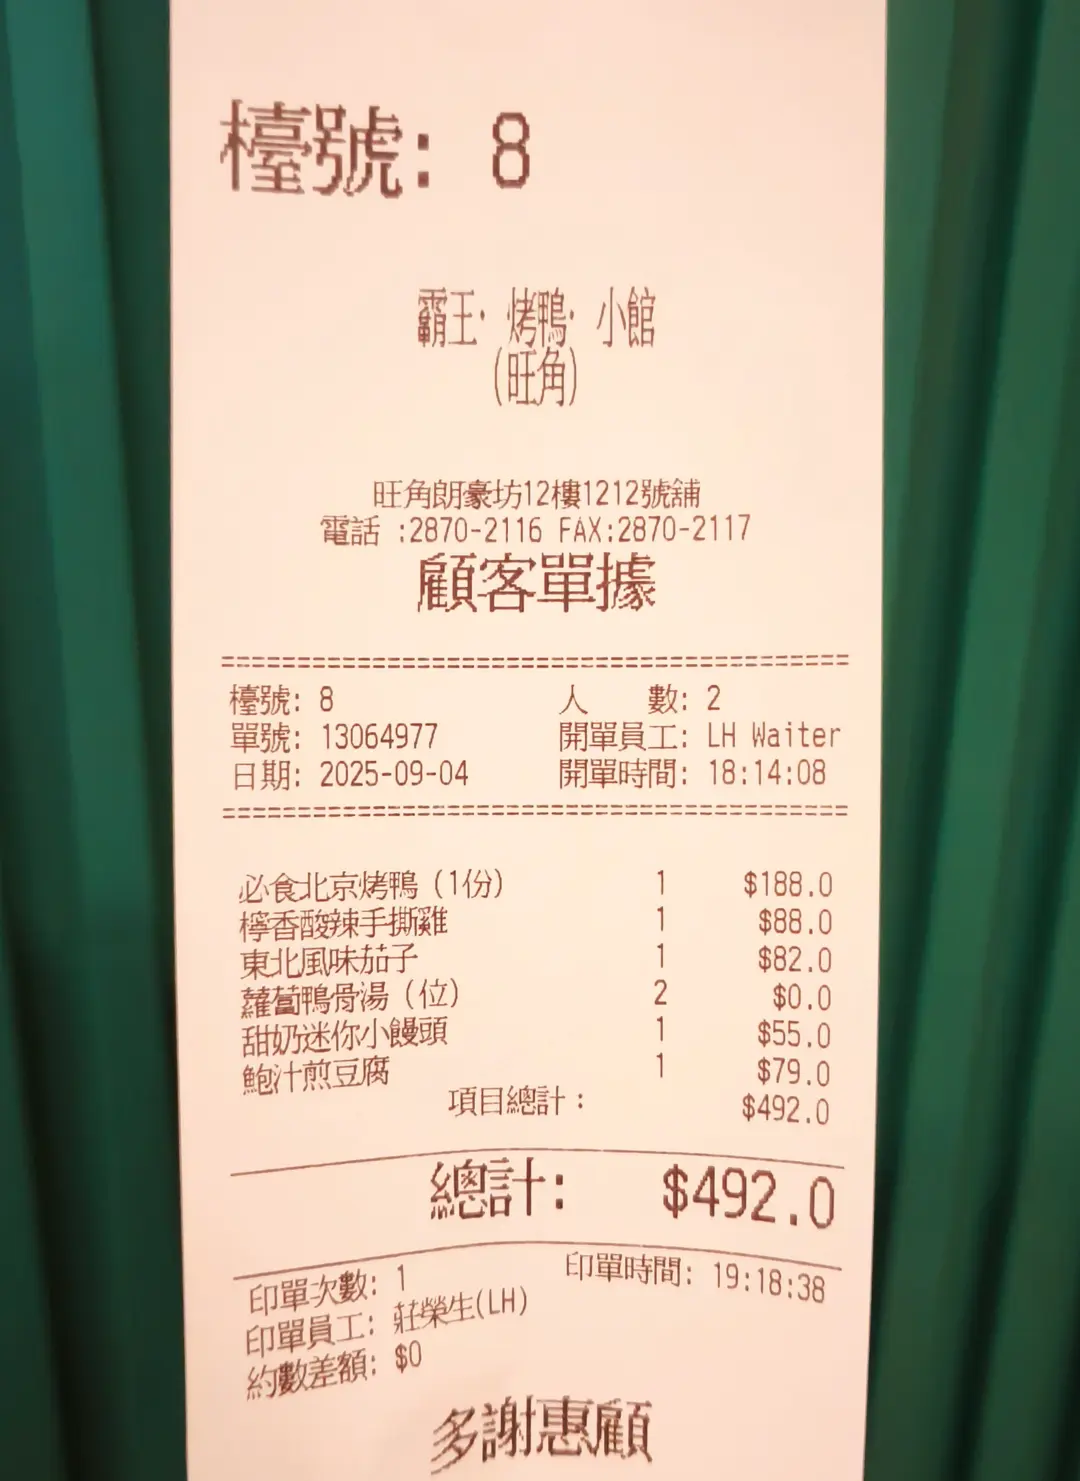 檯號: 8
霸王· 烤鴨· 小館
(旺角)
旺角朗豪坊12樓1212號舖
電話 :2870-2116 FAX:2870-2117
顧客單據
========================================
檯號: 8 人 數: 2
單號: 13064977 開單員工: LH Waiter
日期: 2025-09-04 開單時間: 18:14:08
========================================
必食北京烤鴨（1份） 1 $188.0
檸香酸辣手撕雞 1 $88.0
東北風味茄子 1 $82.0
蘿蔔鴨骨湯（位） 2 $0.0
甜奶迷你小饅頭 1 $55.0
鮑汁煎豆腐 1 $79.0
項目總計： $492.0
總計: $492.0
印單次數: 1 印單時間: 19:18:38
印單員工: 莊榮生(LH)
約數差額: $0
多謝惠顧